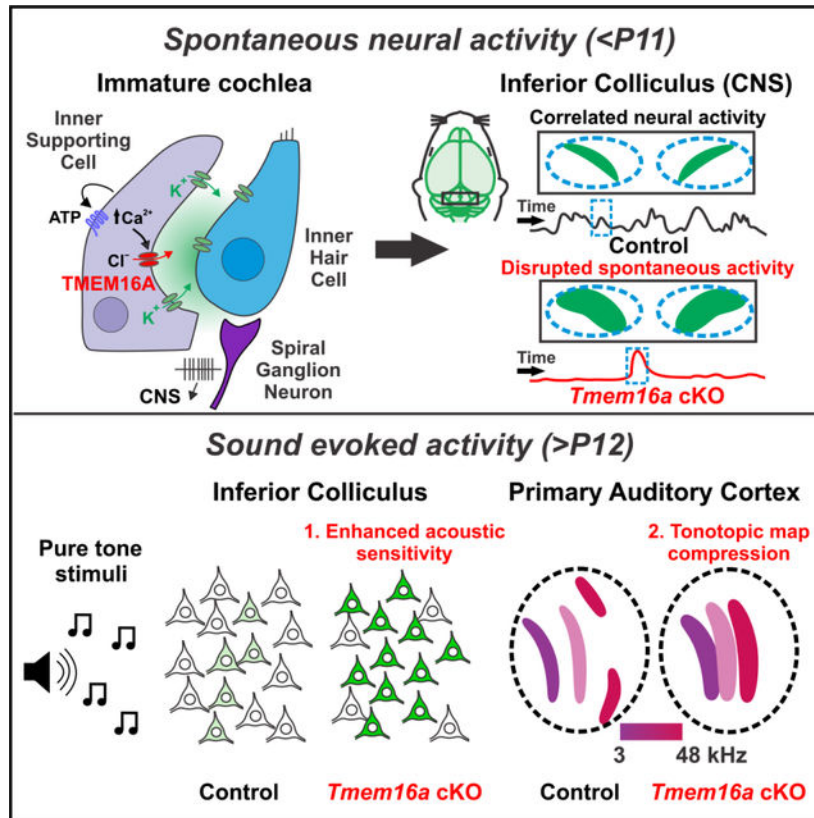 Spontaneous neural activity (<P11)
Immature cochlea
Inner
Supporting
Cell
K+
ATP
Ca2+
Cl-
TMEM16A
K+
Inner
Hair
Cell
Spiral
Ganglion
Neuron
CNS
Inferior Colliculus (CNS)
Correlated neural activity
Time
Control
Disrupted spontaneous activity
Time
Tmem16a cKO
Sound evoked activity (>P12)
Inferior Colliculus
Pure tone
stimuli
1. Enhanced acoustic
sensitivity
Control
Tmem16a cKO
Primary Auditory Cortex
2. Tonotopic map
compression
3 48 kHz
Control
Tmem16a cKO